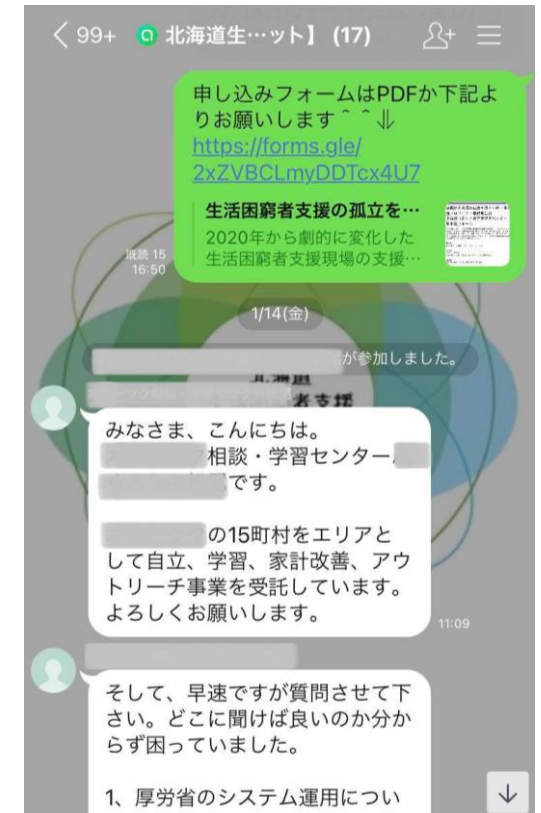 99+ 北海道生…ット】 (17)
申し込みフォームはPDFか下記よ
りお願いします＾＾⇓
https://forms.gle/
2xZVBCLmyDDTcx4U7
生活困窮者支援の孤立を…
2020年から劇的に変化した
生活困窮者支援現場の支援…
既読 15
16:50
1/14(金)
が参加しました。
北海道
者支援
みなさま、こんにちは。
相談・学習センター
です。
の15町村をエリアと
して自立、学習、家計改善、アウ
トリーチ事業を受託しています。
よろしくお願いします。
11:09
そして、早速ですが質問させて下
さい。どこに聞けば良いのか分か
らず困っていました。
1、厚労省のシステム運用につい